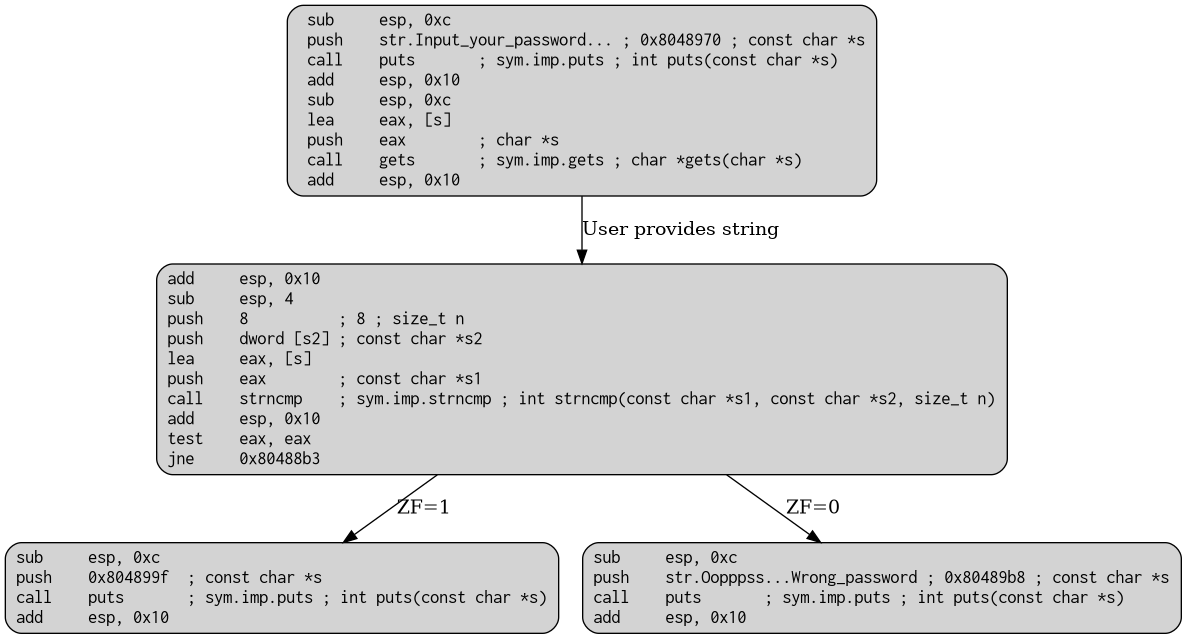 sub     esp, 0xc
push    str.Input_your_password... ; 0x8048970 ; const char *s
call    puts       ; sym.imp.puts ; int puts(const char *s)
add     esp, 0x10
sub     esp, 0xc
lea     eax, [s]
push    eax        ; char *s
call    gets       ; sym.imp.gets ; char *gets(char *s)
add     esp, 0x10
User provides string
add     esp, 0x10
sub     esp, 4
push    8          ; 8 ; size_t n
push    dword [s2] ; const char *s2
lea     eax, [s]
push    eax        ; const char *s1
call    strncmp    ; sym.imp.strncmp ; int strncmp(const char *s1, const char *s2, size_t n)
add     esp, 0x10
test    eax, eax
jne     0x80488b3
ZF=1
ZF=0
sub     esp, 0xc
push    0x804899f  ; const char *s
call    puts       ; sym.imp.puts ; int puts(const char *s)
add     esp, 0x10
sub     esp, 0xc
push    str.Oopppss...Wrong_password ; 0x80489b8 ; const char *s
call    puts       ; sym.imp.puts ; int puts(const char *s)
add     esp, 0x10